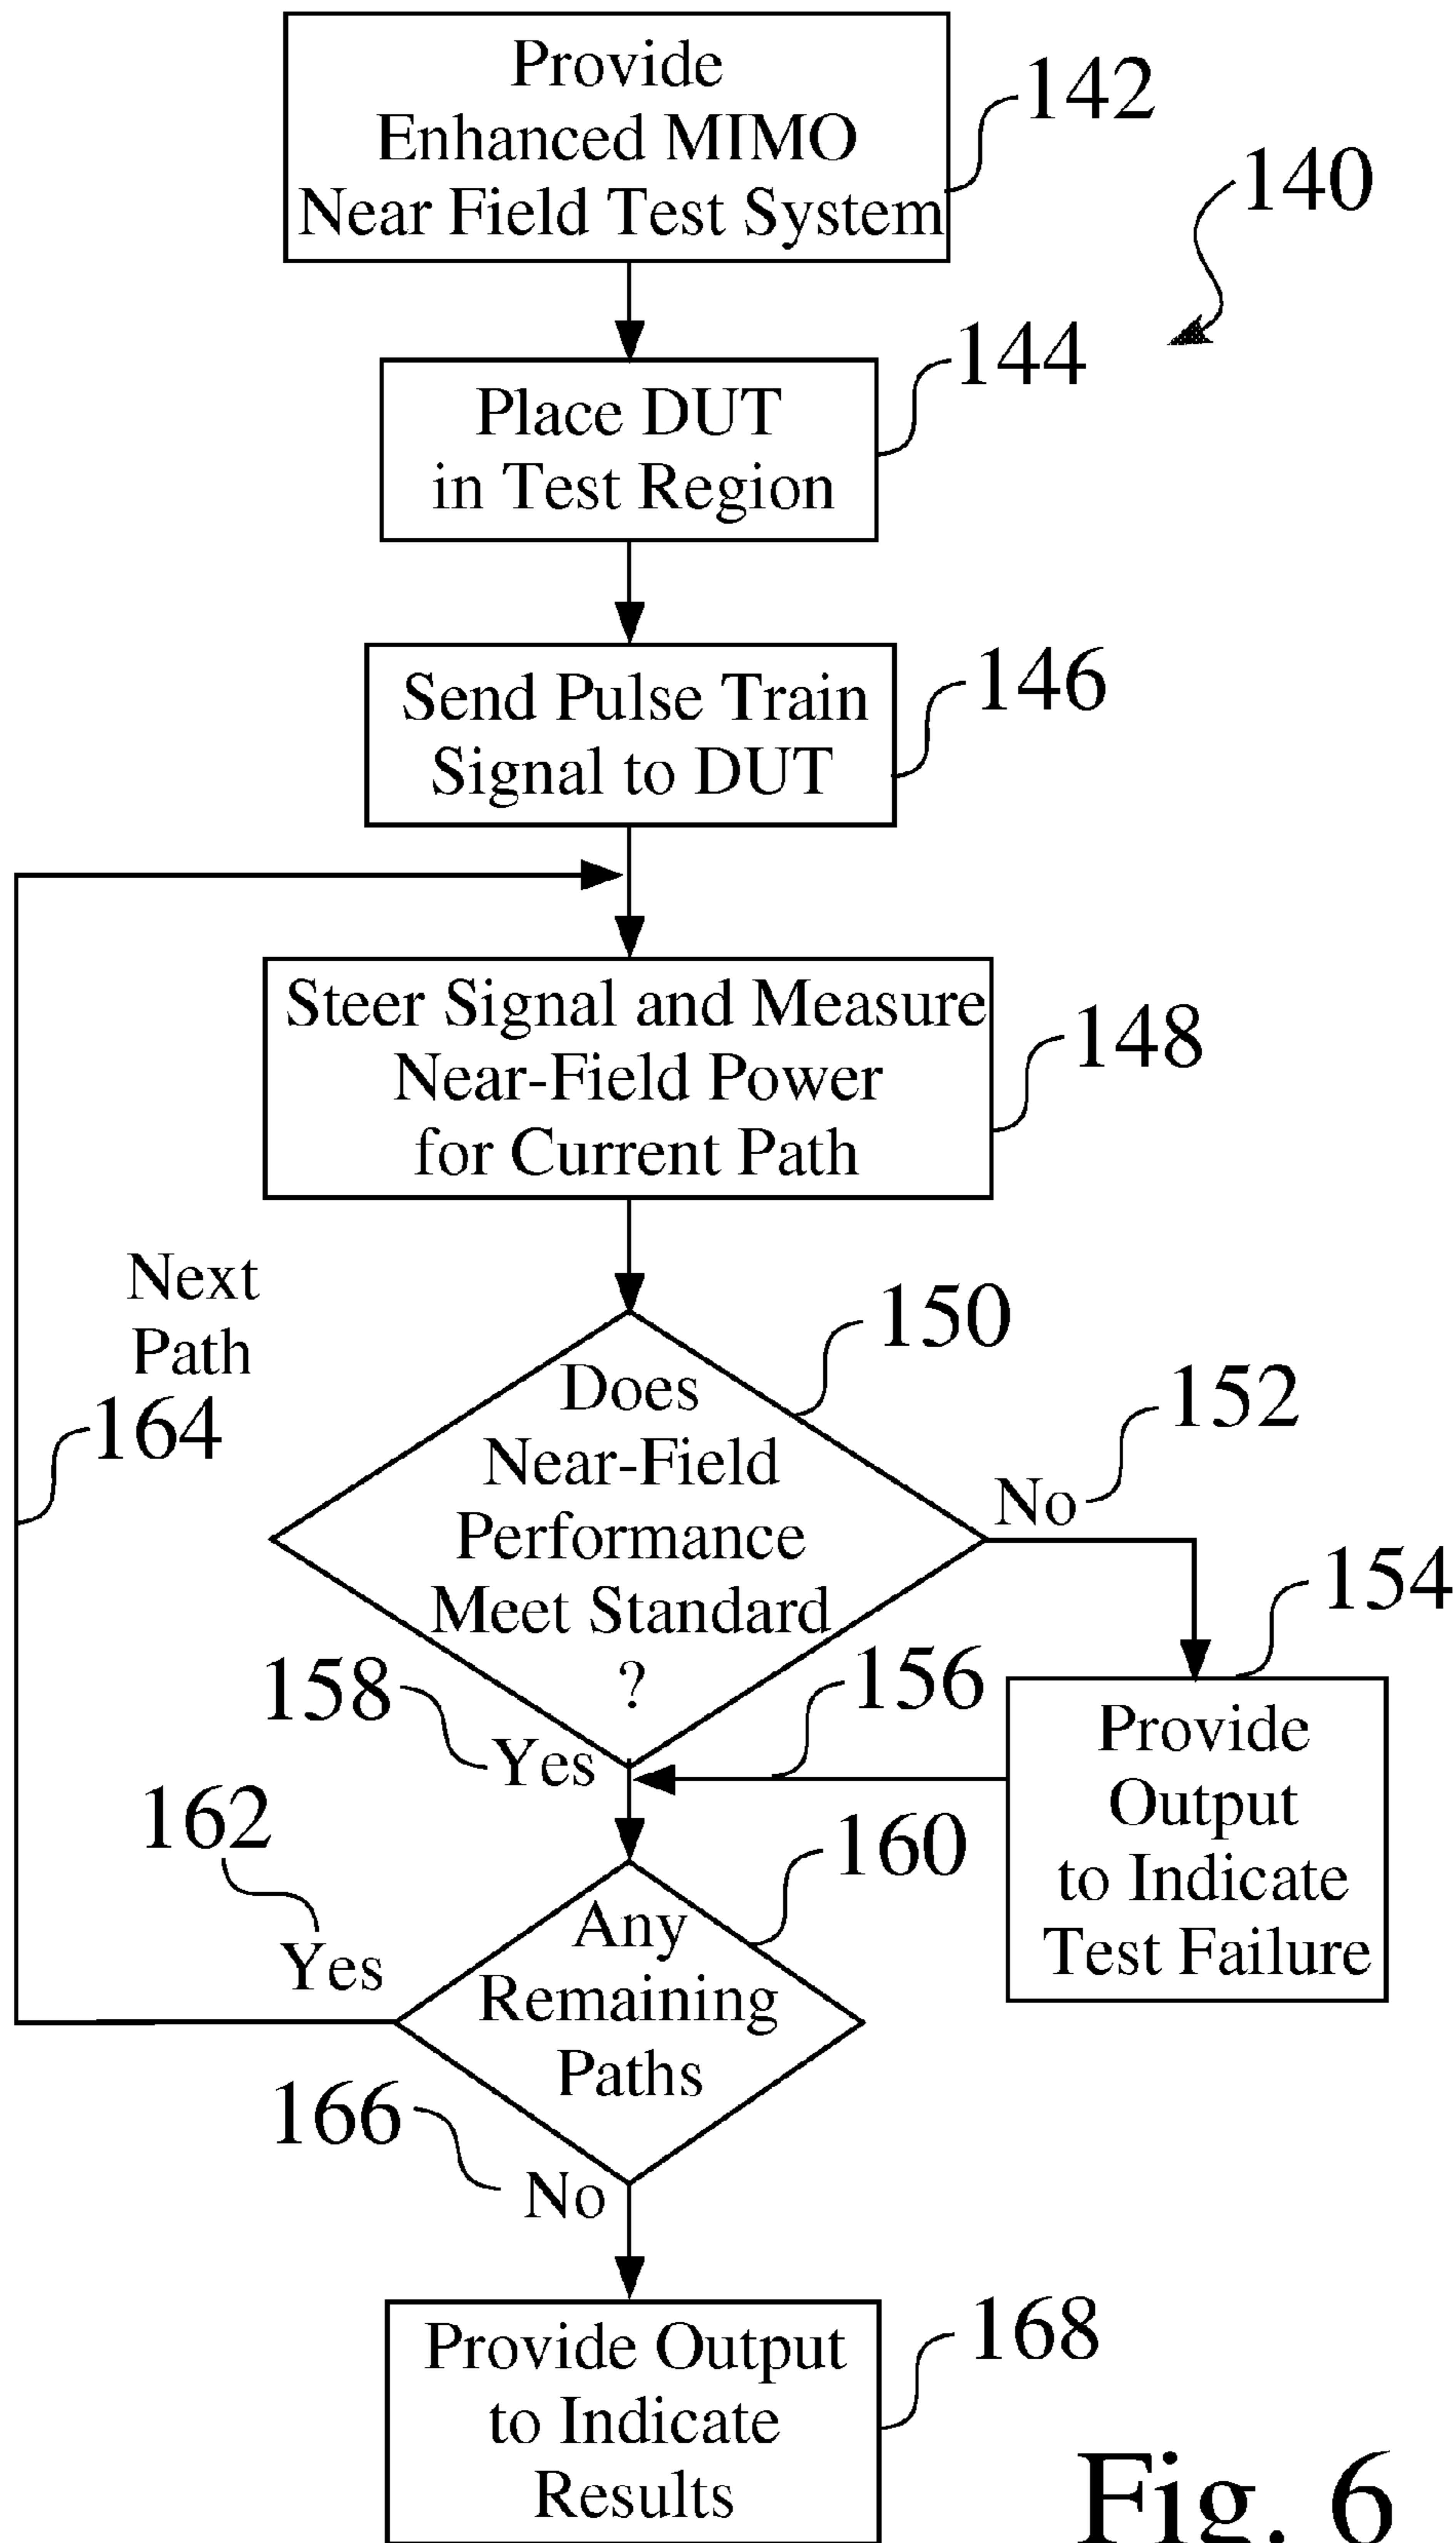 Provide
Enhanced MIMO
Near Field Test System
142
140
Place DUT
in Test Region
144
Send Pulse Train
Signal to DUT
146
Steer Signal and Measure
Near-Field Power
for Current Path
148
Next
Path
164
Does
Near-Field
Performance
Meet Standard
?
150
152
No
154
158
Yes
156
Provide
Output
to Indicate
Test Failure
162
Yes
160
Any
Remaining
Paths
166
No
Provide Output
to Indicate
Results
168
Fig. 6